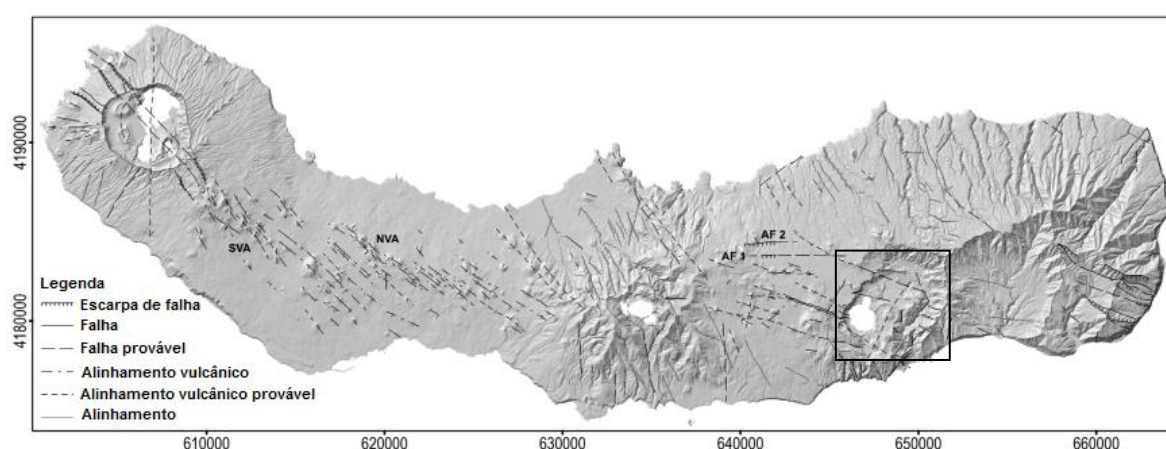 4190000
4180000
AF 2
NVA
AF 1
SVA
Legenda
Escarpa de falha
Falha
Falha provável
Alinhamento vulcânico
Alinhamento vulcânico provável
Alinhamento
610000 620000 630000 640000 650000 660000